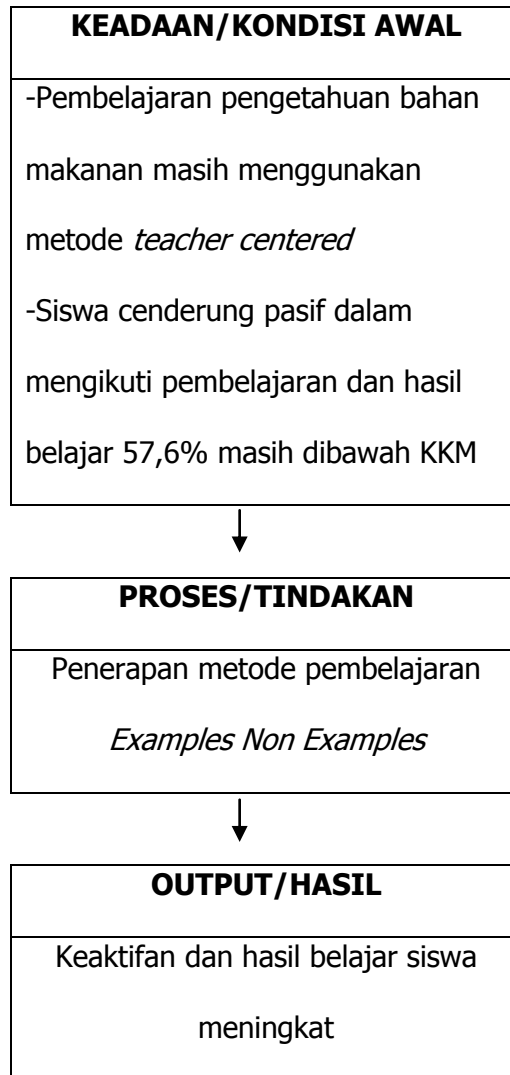 KEADAAN/KONDISI AWAL
-Pembelajaran pengetahuan bahan
makanan masih menggunakan
metode teacher centered
-Siswa cenderung pasif dalam
mengikuti pembelajaran dan hasil
belajar 57,6% masih dibawah KKM
PROSES/TINDAKAN
Penerapan metode pembelajaran
Examples Non Examples
OUTPUT/HASIL
Keaktifan dan hasil belajar siswa
meningkat